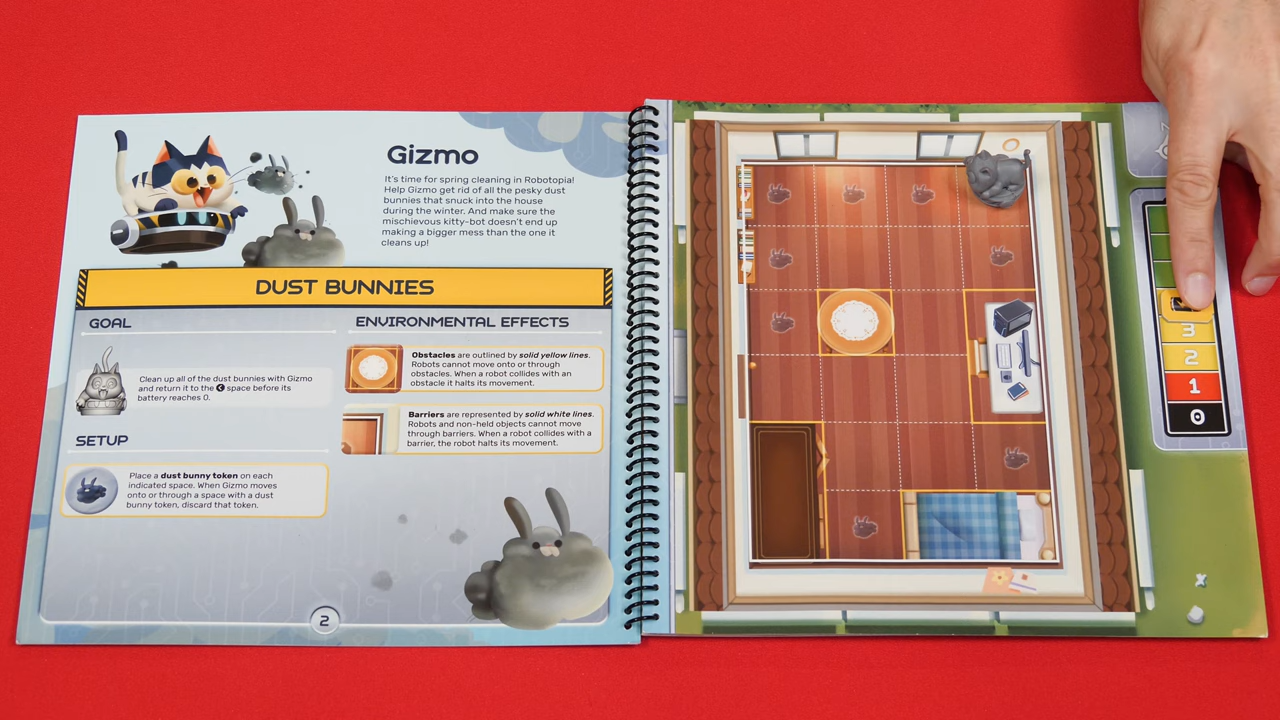 Gizmo
It's time for spring cleaning in Robotopia!
Help Gizmo get rid of all the pesky dust
bunnies that snuck into the house
during the winter. And make sure the
mischievous kitty-bot doesn't end up
making a bigger mess than the one it
cleans up!
DUST BUNNIES
GOAL
Clean up all of the dust bunnies with Gizmo
and return it to the space before its
battery reaches 0.
SETUP
Place a dust bunny token on each
indicated space. When Gizmo moves
onto or through a space with a dust
bunny token, discard that token.
ENVIRONMENTAL EFFECTS
Obstacles are outlined by solid yellow lines.
Robots cannot move onto or through
obstacles. When a robot collides with an
obstacle it halts its movement.
Barriers are represented by solid white lines.
Robots and non-held objects cannot move
through barriers. When a robot collides with a
barrier, the robot halts its movement.
2
3
2
1
0